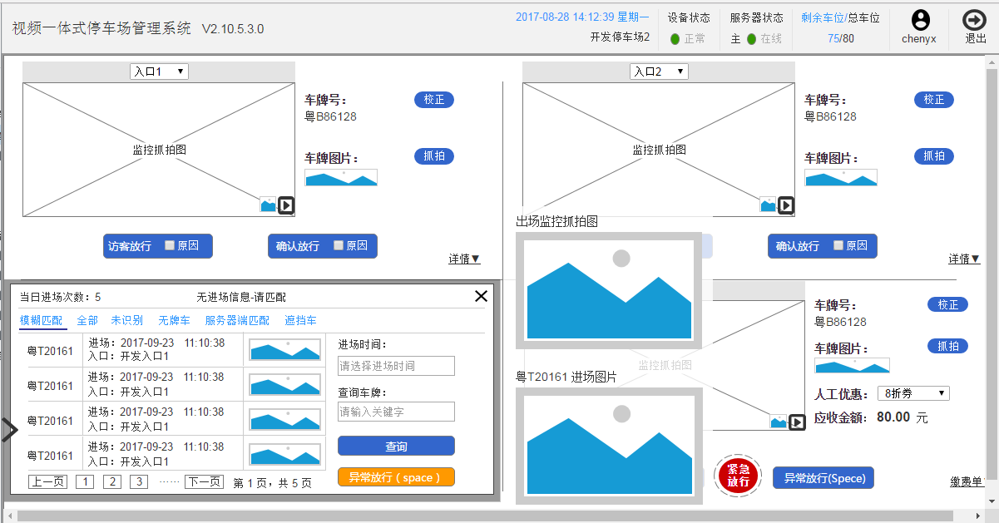 视频一体式停车场管理系统 V2.10.5.3.0
2017-08-28 14:12:39 星期一
开发停车场2
设备状态
正常
服务器状态
主 在线
剩余车位/总车位
75/80
chenyx
退出
入口1
监控抓拍图
车牌号：
粤B86128
校正
车牌图片：
抓拍
访客放行 原因
确认放行 原因
详情▼
入口2
监控抓拍图
车牌号：
粤B86128
校正
车牌图片：
抓拍
确认放行 原因
详情▼
当日进场次数：5
无进场信息-请匹配
模糊匹配 全部 未识别 无牌车 服务器端匹配 遮挡车
粤T20161
进场：2017-09-23 11:10:38
入口：开发入口1
粤T20161
进场：2017-09-23 11:10:38
入口：开发入口1
粤T20161
进场：2017-09-23 11:10:38
入口：开发入口1
粤T20161
进场：2017-09-23 11:10:38
入口：开发入口1
上一页 1 2 3 ······ 下一页 第 1 页，共 5 页
进场时间：
请选择进场时间
查询车牌：
请输入关键字
查询
异常放行（space）
出场监控抓拍图
粤T20161 进场图片
监控抓拍图
车牌号：
粤B86128
校正
车牌图片：
抓拍
人工优惠： 8折券
应收金额： 80.00 元
紧急
放行
异常放行(Spece)
缴费单